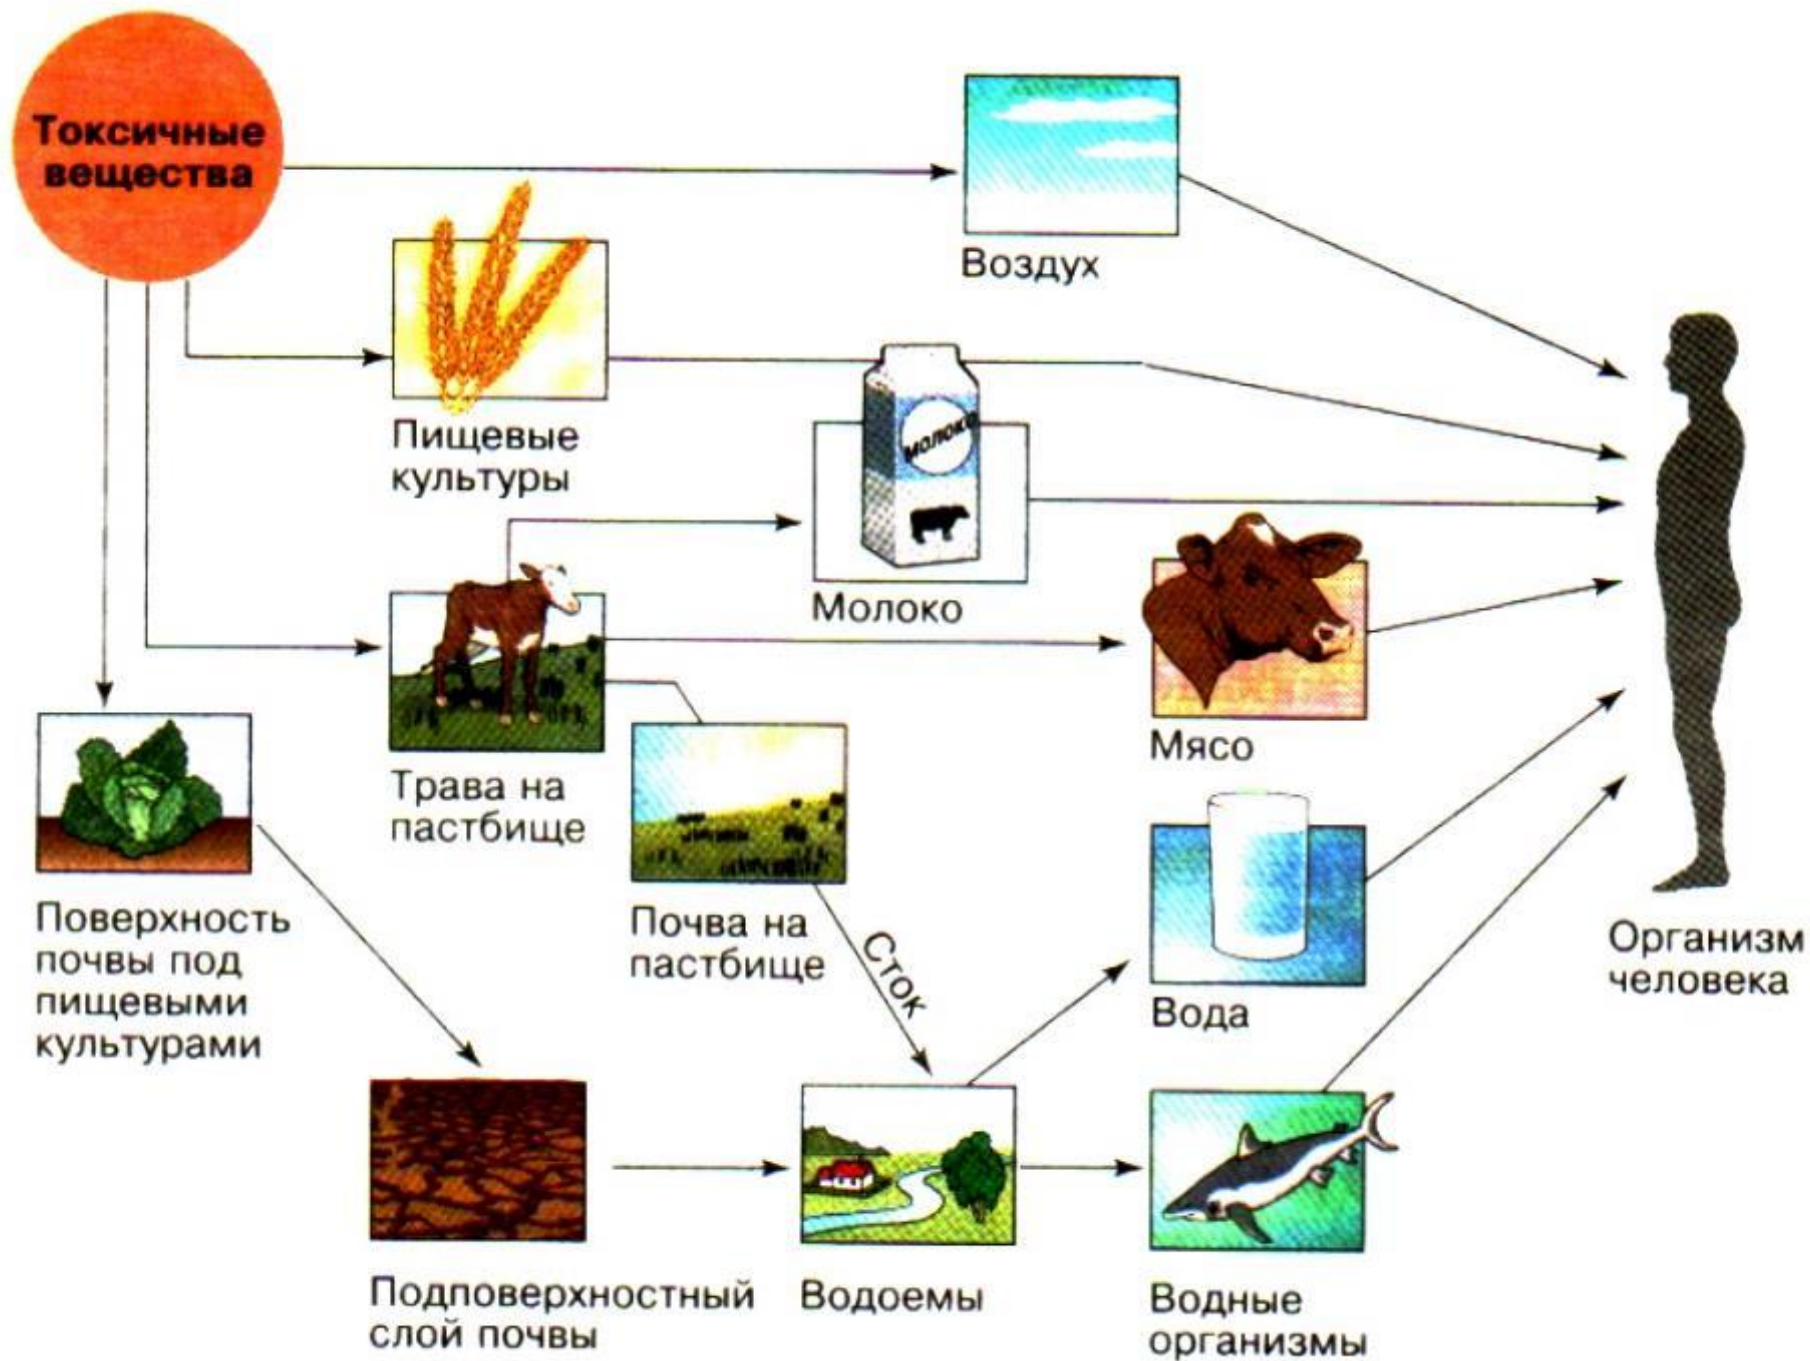 Токсичные
вещества
Воздух
Пищевые
культуры
молоко
Молоко
Трава на
пастбище
Мясо
Поверхность
почвы под
пищевыми
культурами
Почва на
пастбище
Сток
Вода
Организм
человека
Подповерхностный
слой почвы
Водоемы
Водные
организмы